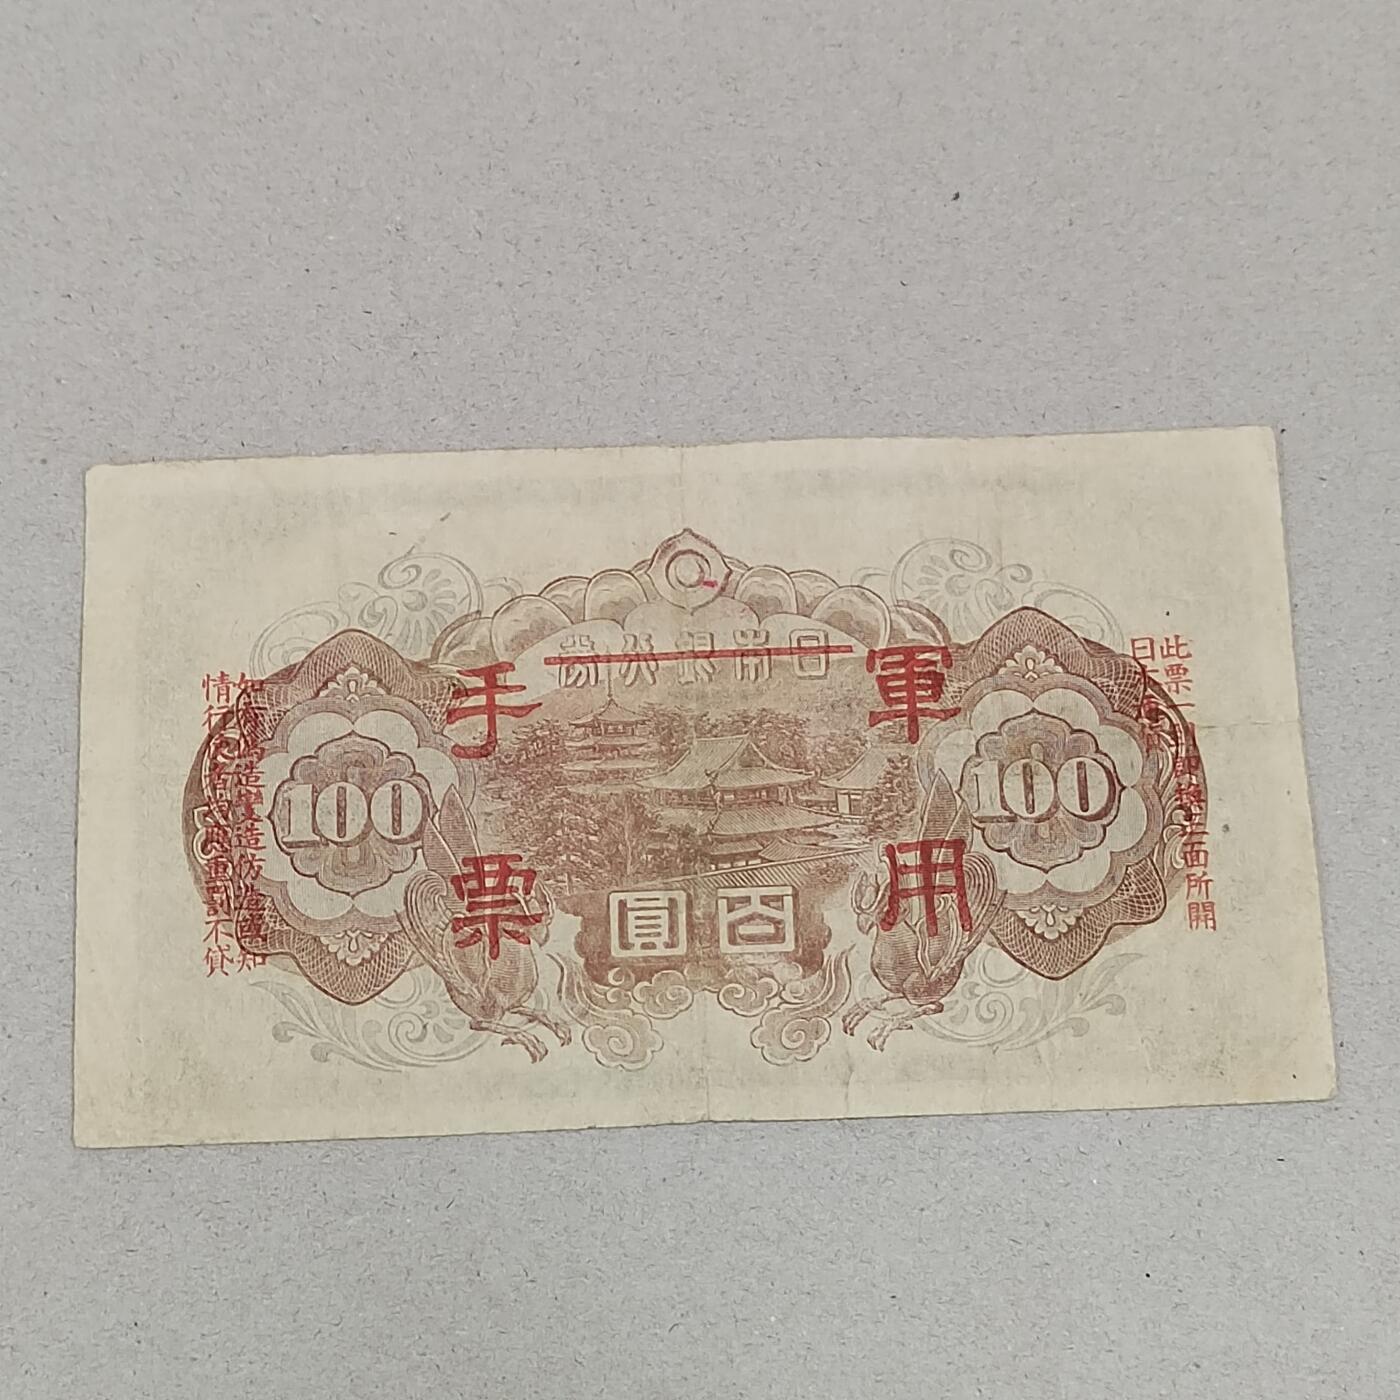 日本銀行券
軍用
手票
此票一到即換正面所開
日本通貨
100
100
百圓
如有偽造變造仿造或知
情行使者均應重罰不貸